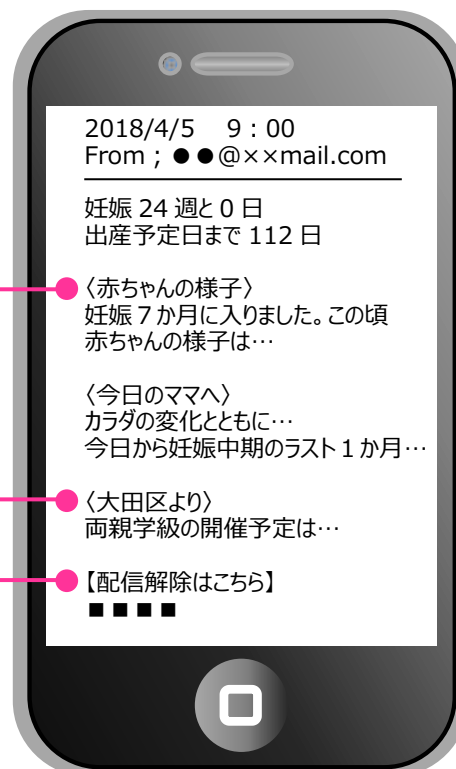 2018/4/5 9：00
From ; ●●@××mail.com
妊娠 24 週と 0 日
出産予定日まで 112 日
〈赤ちゃんの様子〉
妊娠７か月に入りました。この頃
赤ちゃんの様子は…
〈今日のママへ〉
カラダの変化とともに…
今日から妊娠中期のラスト１か月…
〈大田区より〉
両親学級の開催予定は…
【配信解除はこちら】
■■■■